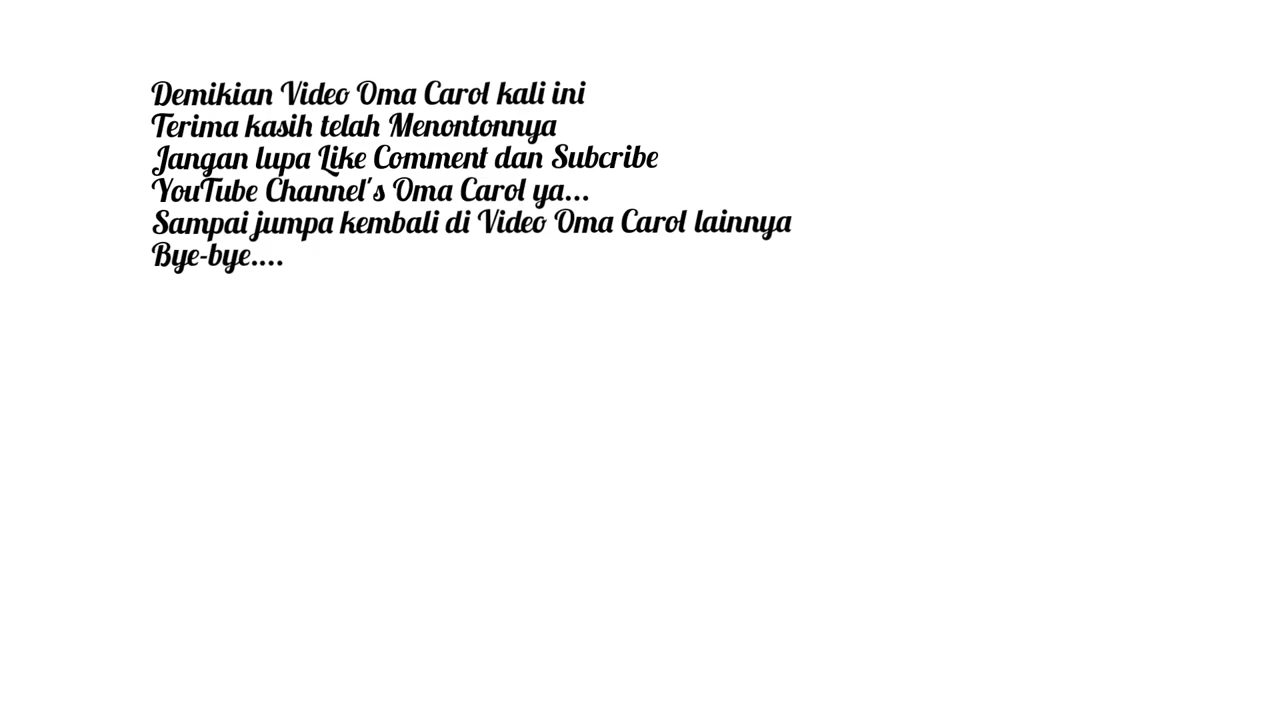 Demikian Video Oma Carol kali ini
Terima kasih telah Menontonnya
Jangan lupa Like Comment dan Subcribe
YouTube Channel's Oma Carol ya...
Sampai jumpa kembali di Video Oma Carol lainnya
Bye-bye....